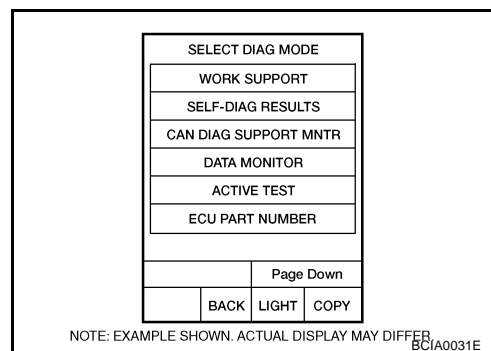 SELECT DIAG MODE
WORK SUPPORT
SELF-DIAG RESULTS
CAN DIAG SUPPORT MNTR
DATA MONITOR
ACTIVE TEST
ECU PART NUMBER
Page Down
BACK LIGHT COPY
NOTE: EXAMPLE SHOWN. ACTUAL DISPLAY MAY DIFFER.
BCIA0031E